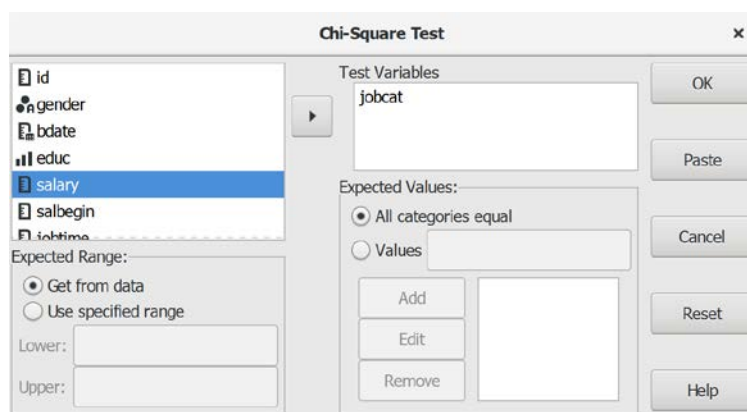 Chi-Square Test
×
id
gender
bdate
educ
salary
salbegin
jobtime
Test Variables
jobcat
Expected Values:
All categories equal
Values
Add
Edit
Remove
Expected Range:
Get from data
Use specified range
Lower:
Upper:
OK
Paste
Cancel
Reset
Help